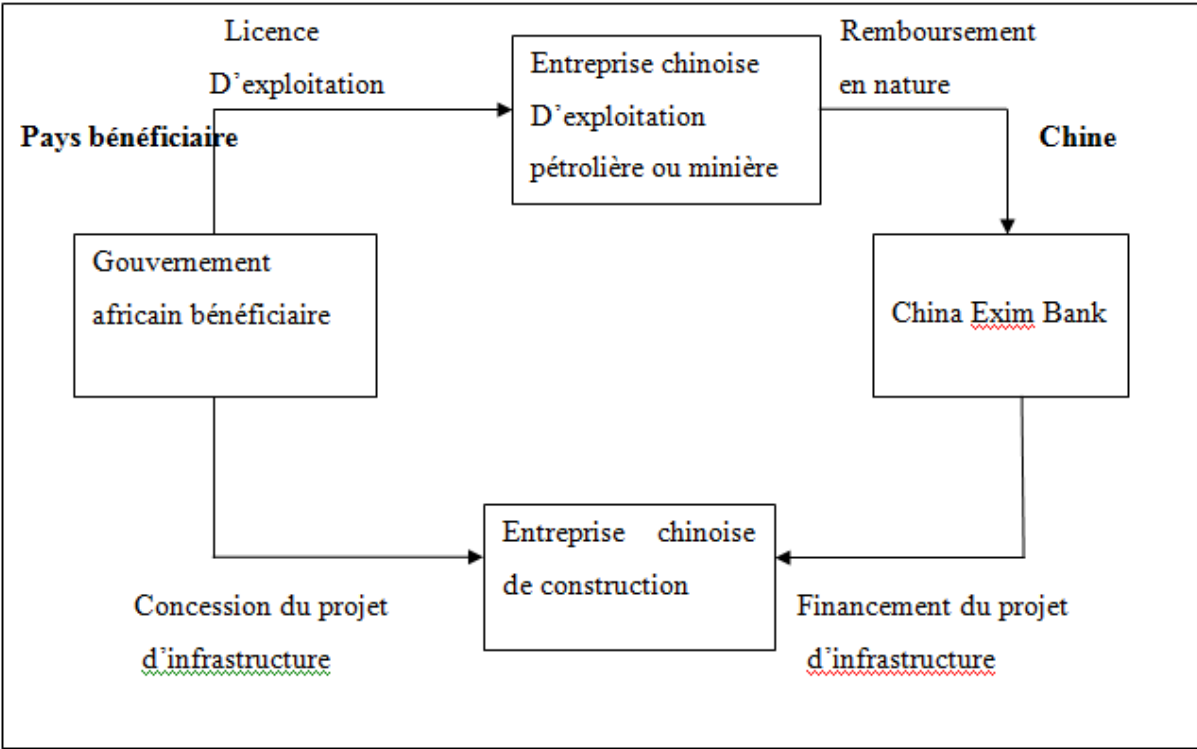 Licence
D’exploitation
Entreprise chinoise
D’exploitation
pétrolière ou minière
Remboursement
en nature
Pays bénéficiaire
Chine
Gouvernement
africain bénéficiaire
China Exim Bank
Entreprise chinoise
de construction
Concession du projet
d’infrastructure
Financement du projet
d’infrastructure